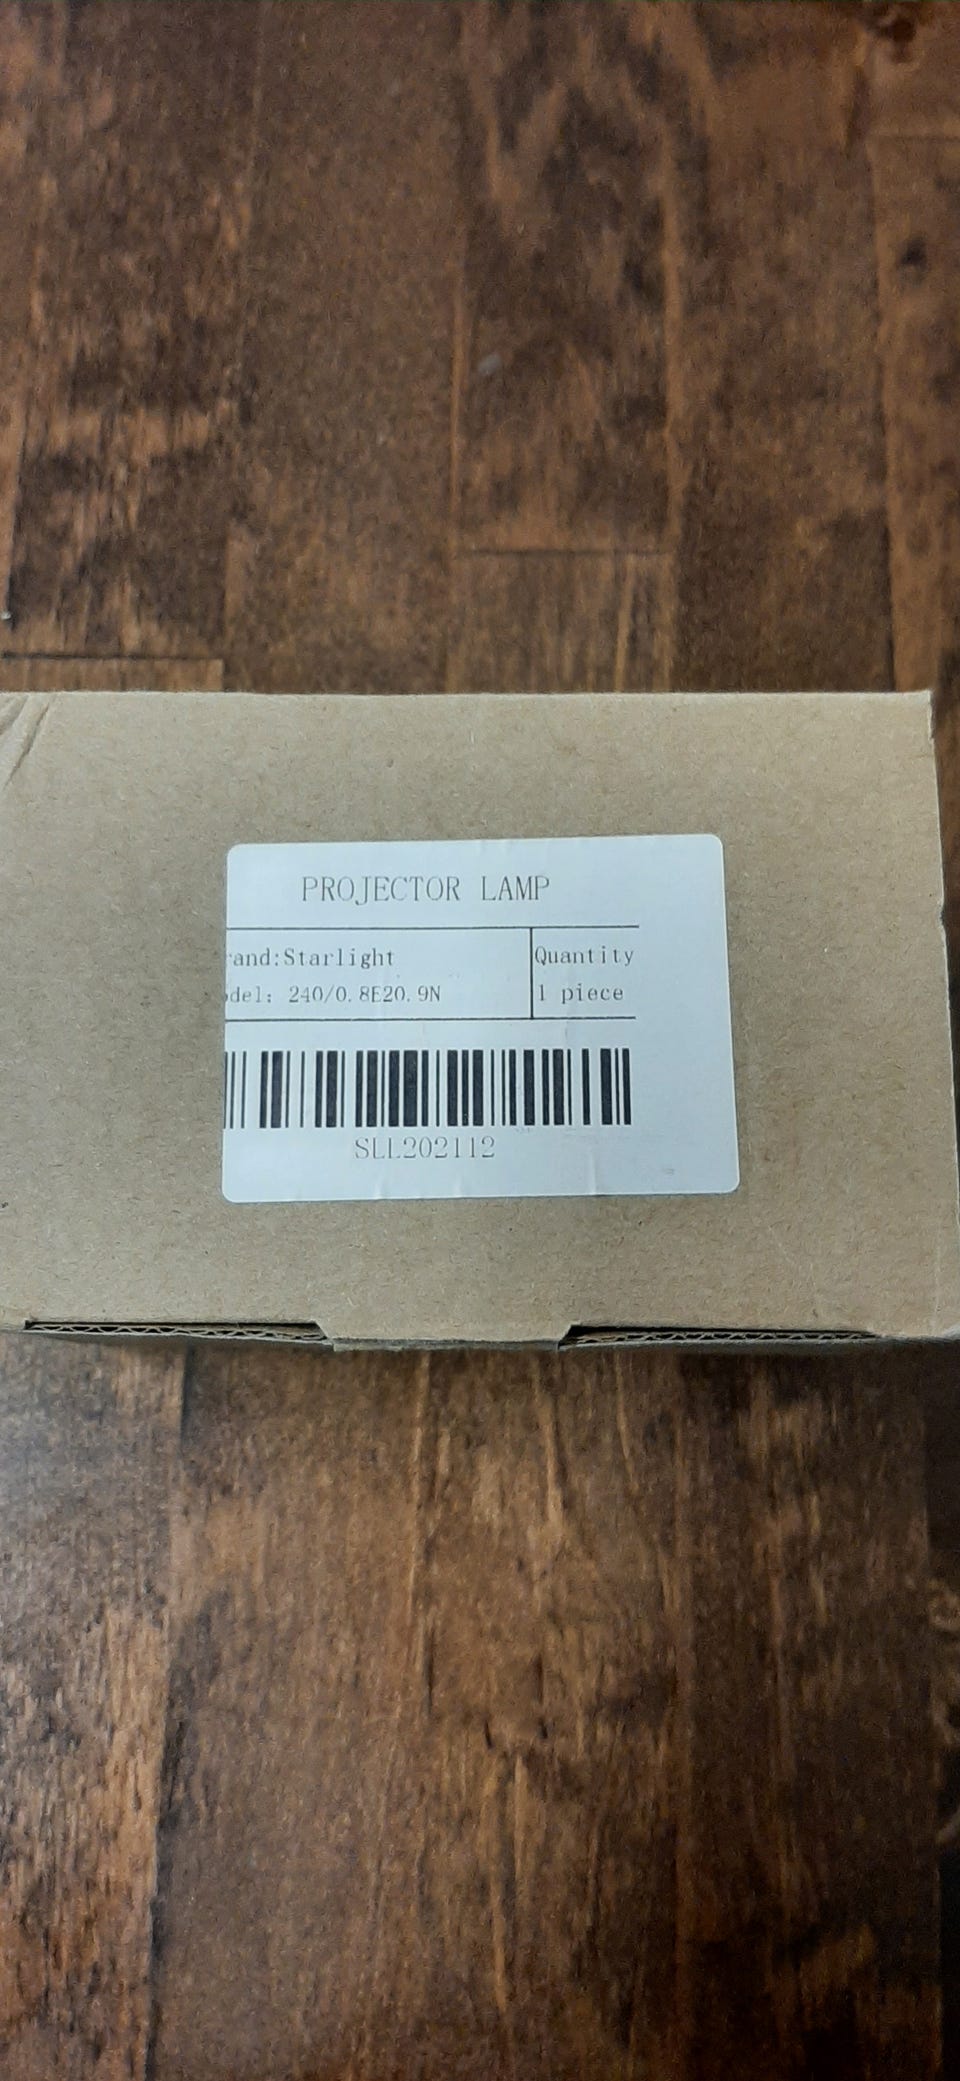 PROJECTOR LAMP
rand:Starlight
Quantity
del: 240/0.8E20.9N
1 piece
SLL202112